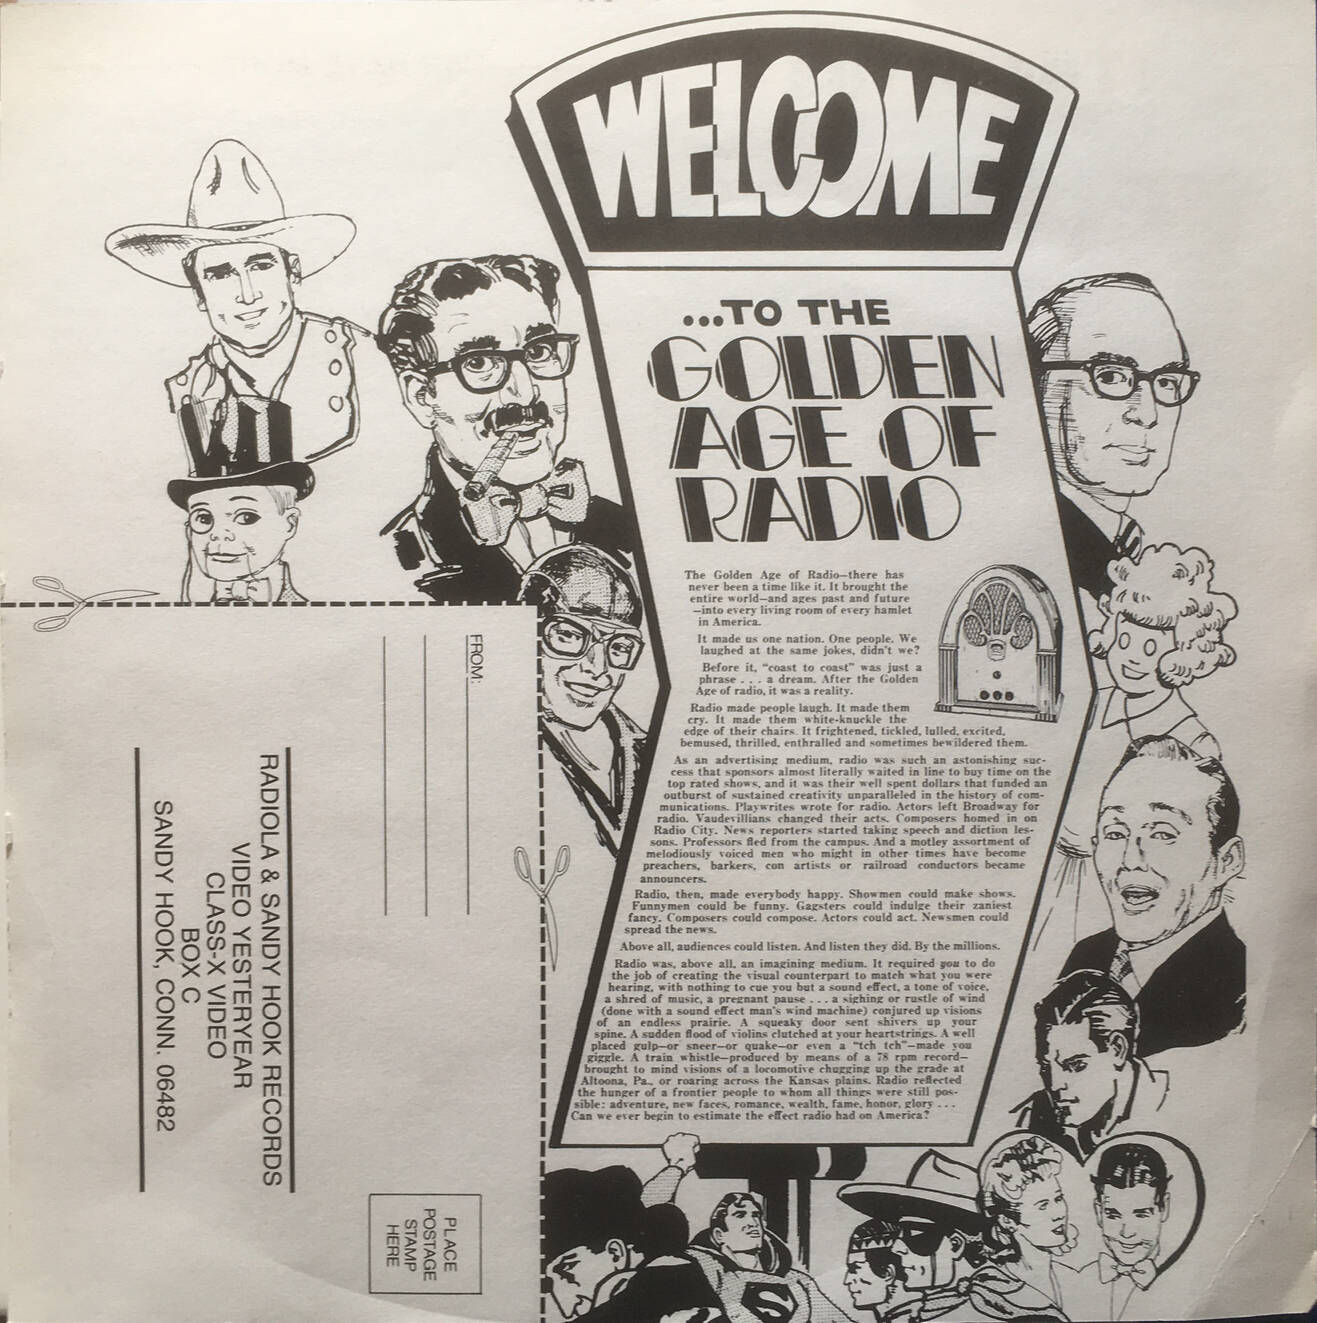 WELCOME
...TO THE
GOLDEN
AGE OF
RADIO
The Golden Age of Radio—there has
never been a time like it. It brought the
entire world—and ages past and future
—into every living room of every hamlet
in America.
It made us one nation. One people. We
laughed at the same jokes, didn't we?
Before it, "coast to coast" was just a
phrase . . . a dream. After the Golden
Age of radio, it was a reality.
Radio made people laugh. It made them
cry. It made them white-knuckle the
edge of their chairs. It frightened, tickled, lulled, excited,
bemused, thrilled, enthralled and sometimes bewildered them.
As an advertising medium, radio was such an astonishing suc-
cess that sponsors almost literally waited in line to buy time on the
top rated shows, and it was their well spent dollars that funded an
outburst of sustained creativity unparalleled in the history of com-
munications. Playwrites wrote for radio. Actors left Broadway for
radio. Vaudevillians changed their acts. Composers homed in on
Radio City. News reporters started taking speech and diction les-
sons. Professors fled from the campus. And a motley assortment of
melodiously voiced men who might in other times have become
preachers, barkers, con artists or railroad conductors became
announcers.
Radio, then, made everybody happy. Showmen could make shows.
Funnymen could be funny. Gagsters could indulge their zaniest
fancy. Composers could compose. Actors could act. Newsmen could
spread the news.
Above all, audiences could listen. And listen they did. By the millions.
Radio was, above all, an imagining medium. It required you to do
the job of creating the visual counterpart to match what you were
hearing, with nothing to cue you but a sound effect, a tone of voice,
a shred of music, a pregnant pause . . . a sighing or rustle of wind
(done with a sound effect man's wind machine) conjured up visions
of an endless prairie. A squeaky door sent shivers up your
spine. A sudden flood of violins clutched at your heartstrings. A well
placed gulp—or sneer—or quake—or even a "tch tch"—made you
giggle. A train whistle—produced by means of a 78 rpm record—
brought to mind visions of a locomotive chugging up the grade at
Altoona, Pa., or roaring across the Kansas plains. Radio reflected
the hunger of a frontier people to whom all things were still pos-
sible: adventure, new faces, romance, wealth, fame, honor, glory . . .
Can we ever begin to estimate the effect radio had on America?
FROM:
RADIOLA & SANDY HOOK RECORDS
VIDEO YESTERYEAR
CLASS-X VIDEO
BOX C
SANDY HOOK, CONN. 06482
PLACE
POSTAGE
STAMP
HERE
S